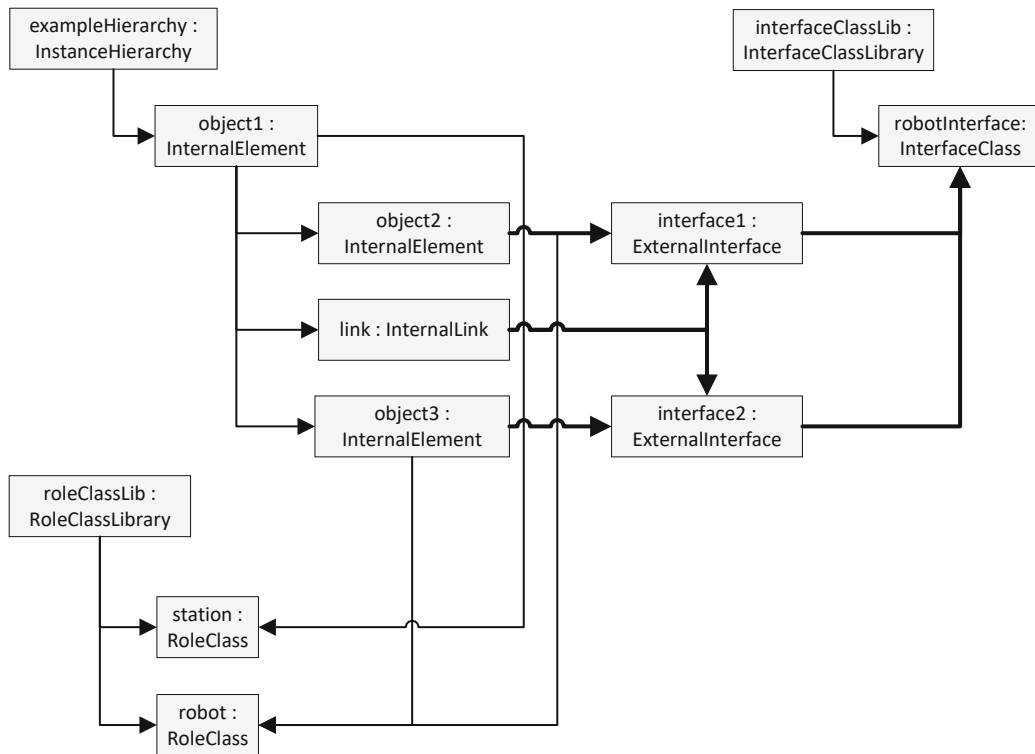 exampleHierarchy :
InstanceHierarchy
interfaceClassLib :
InterfaceClassLibrary
object1 :
InternalElement
robotInterface:
InterfaceClass
object2 :
InternalElement
interface1 :
ExternalInterface
link : InternalLink
object3 :
InternalElement
interface2 :
ExternalInterface
roleClassLib :
RoleClassLibrary
station :
RoleClass
robot :
RoleClass